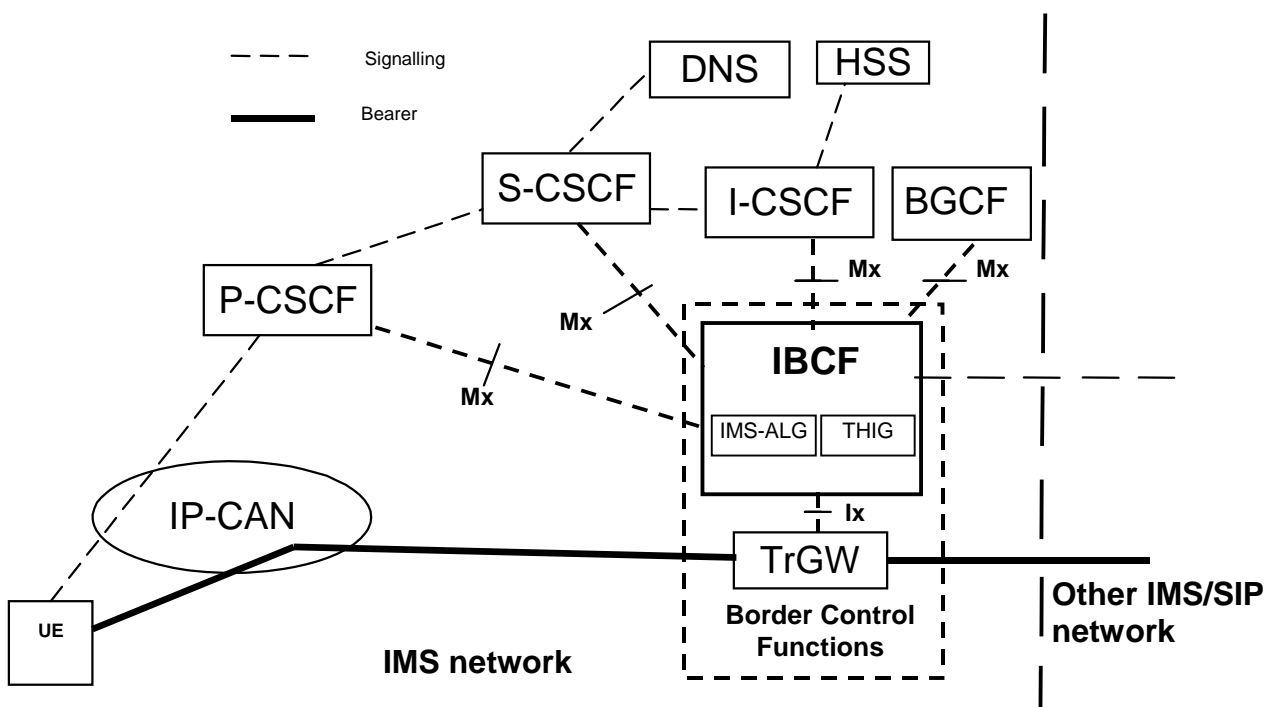 Signalling
Bearer
DNS
HSS
S-CSCF
I-CSCF
BGCF
P-CSCF
Mx
Mx
Mx
Mx
IBCF
IMS-ALG
THIG
Ix
IP-CAN
TrGW
UE
Border Control
Functions
Other IMS/SIP
network
IMS network